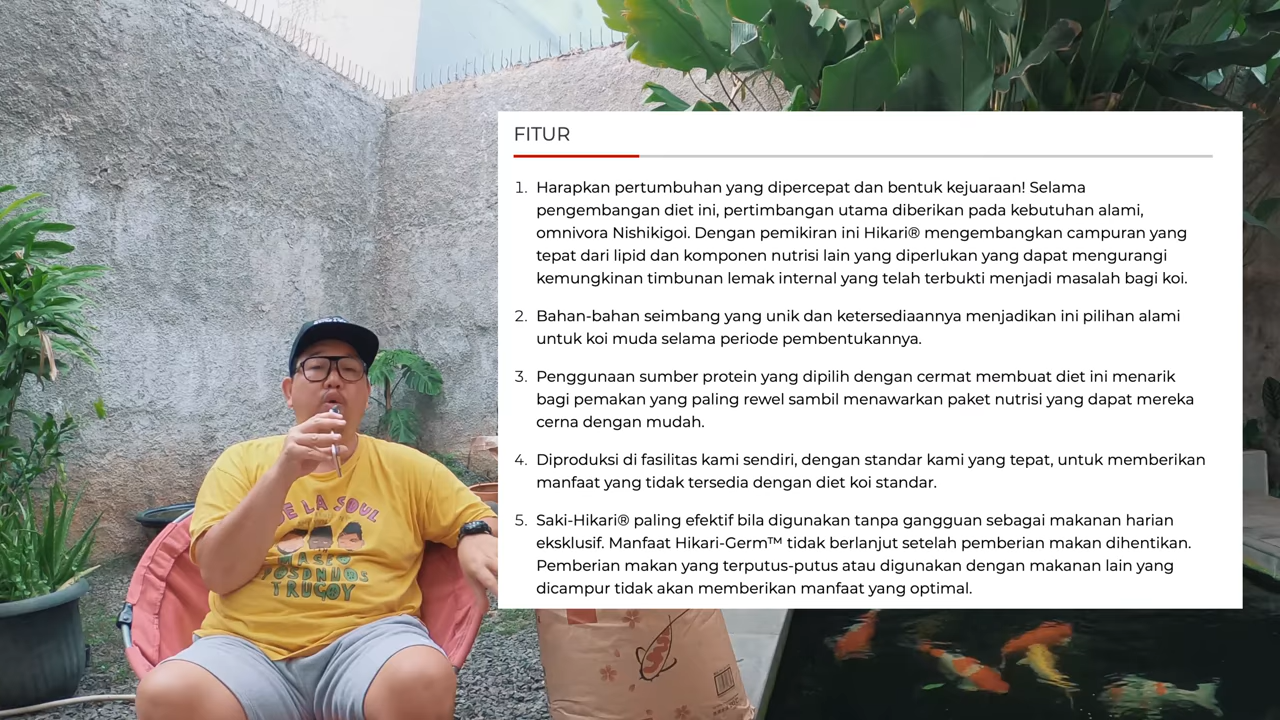 FITUR
1. Harapkan pertumbuhan yang dipercepat dan bentuk kejuaraan! Selama
pengembangan diet ini, pertimbangan utama diberikan pada kebutuhan alami,
omnivora Nishikigoi. Dengan pemikiran ini Hikari® mengembangkan campuran yang
tepat dari lipid dan komponen nutrisi lain yang diperlukan yang dapat mengurangi
kemungkinan timbunan lemak internal yang telah terbukti menjadi masalah bagi koi.
2. Bahan-bahan seimbang yang unik dan ketersediaannya menjadikan ini pilihan alami
untuk koi muda selama periode pembentukannya.
3. Penggunaan sumber protein yang dipilih dengan cermat membuat diet ini menarik
bagi pemakan yang paling rewel sambil menawarkan paket nutrisi yang dapat mereka
cerna dengan mudah.
4. Diproduksi di fasilitas kami sendiri, dengan standar kami yang tepat, untuk memberikan
manfaat yang tidak tersedia dengan diet koi standar.
5. Saki-Hikari® paling efektif bila digunakan tanpa gangguan sebagai makanan harian
eksklusif. Manfaat Hikari-Germ™ tidak berlanjut setelah pemberian makan dihentikan.
Pemberian makan yang terputus-putus atau digunakan dengan makanan lain yang
dicampur tidak akan memberikan manfaat yang optimal.
DE LA SOUL
MASEO
POSDNUOS
TRUGOY